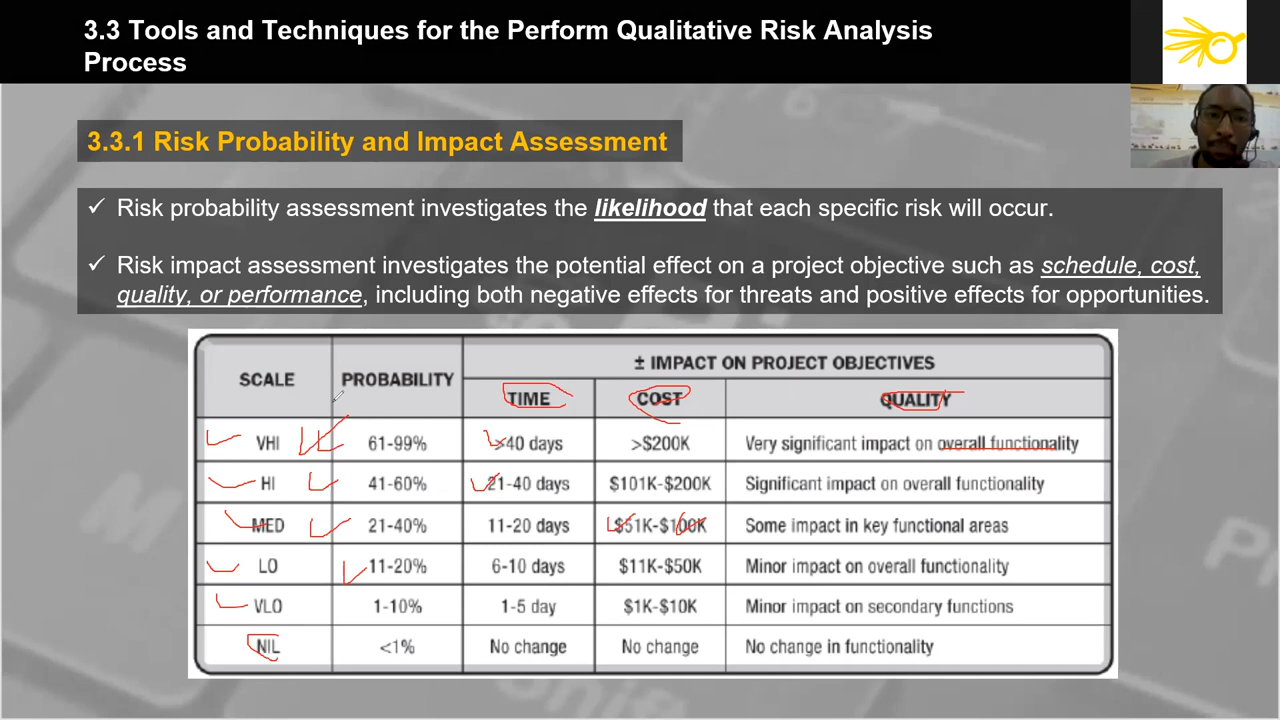 3.3 Tools and Techniques for the Perform Qualitative Risk Analysis
Process
3.3.1 Risk Probability and Impact Assessment
✓ Risk probability assessment investigates the likelihood that each specific risk will occur.
✓ Risk impact assessment investigates the potential effect on a project objective such as schedule, cost,
quality, or performance, including both negative effects for threats and positive effects for opportunities.
SCALE PROBABILITY ± IMPACT ON PROJECT OBJECTIVES
TIME COST QUALITY
VHI 61-99% >40 days >$200K Very significant impact on overall functionality
HI 41-60% 21-40 days $101K-$200K Significant impact on overall functionality
MED 21-40% 11-20 days $51K-$100K Some impact in key functional areas
LO 11-20% 6-10 days $11K-$50K Minor impact on overall functionality
VLO 1-10% 1-5 day $1K-$10K Minor impact on secondary functions
NIL <1% No change No change No change in functionality